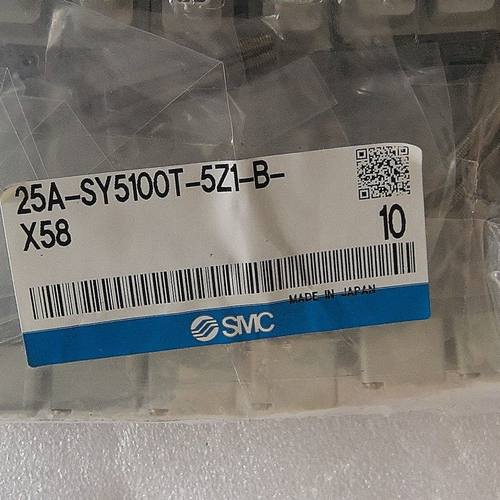 25A-SY5100T-5Z1-B-
X58
10
MADE IN JAPAN
SMC